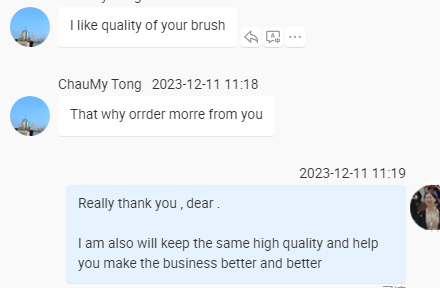 I like quality of your brush
ChauMy Tong 2023-12-11 11:18
That why orrder morre from you
2023-12-11 11:19
Really thank you , dear .
I am also will keep the same high quality and help
you make the business better and better